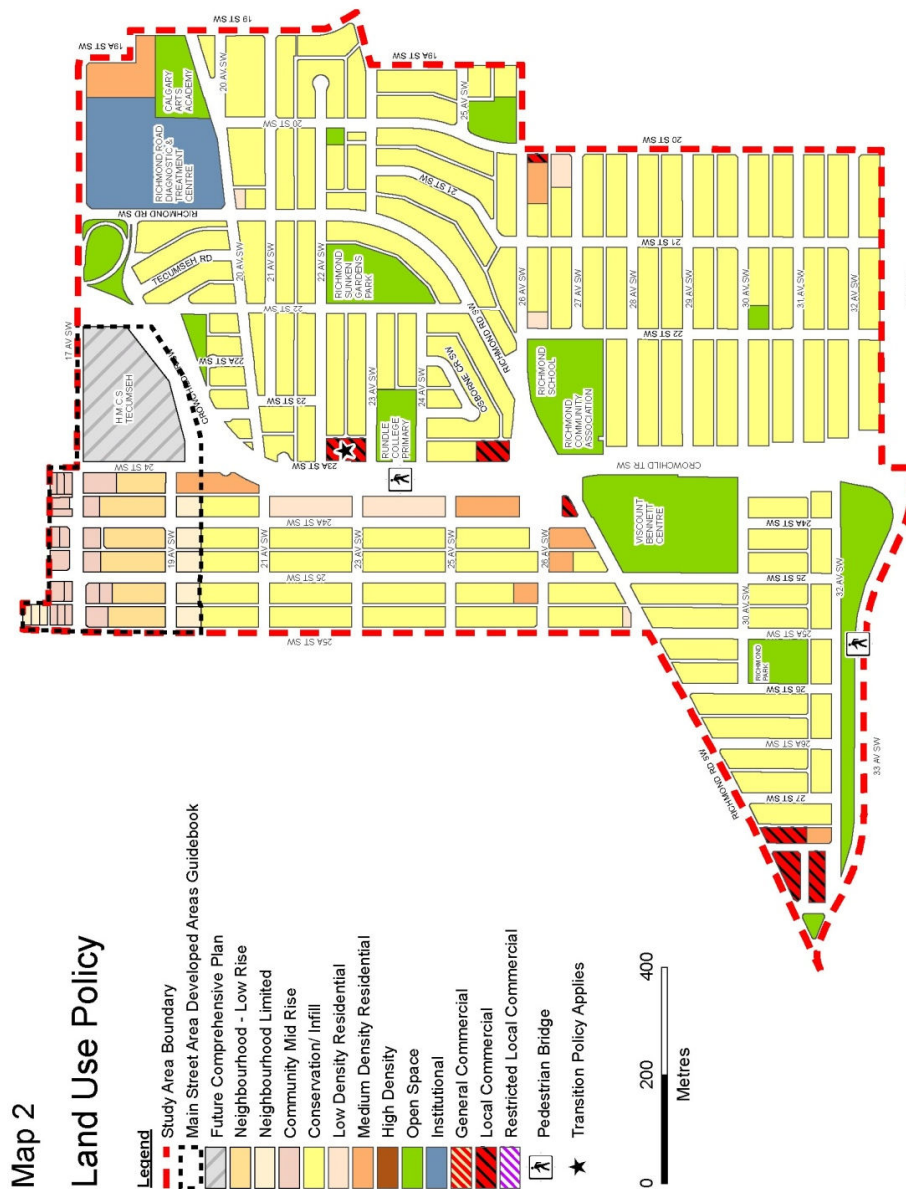 Map 2
Land Use Policy
Legend
Study Area Boundary
Main Street Area Developed Areas Guidebook
Future Comprehensive Plan
Neighbourhood - Low Rise
Neighbourhood Limited
Community Mid Rise
Conservation/ Infill
Low Density Residential
Medium Density Residential
High Density
Open Space
Institutional
General Commercial
Local Commercial
Restricted Local Commercial
Pedestrian Bridge
Transition Policy Applies
0
200
400
Metres
17 AV SW
19 ST SW
19A ST SW
CALGARY
ARTS
ACADEMY
RICHMOND ROAD
DIAGNOSTIC &
TREATMENT
CENTRE
RICHMOND RD SW
20 AV SW
20 ST SW
19A ST SW
H.M.C.S.
TECUMSEH
TECUMSEH RD
20 AV SW
21 AV SW
22 AV SW
22 ST SW
22A ST SW
23 ST SW
RICHMOND
SUNKEN
GARDENS
PARK
21 ST SW
25 AV SW
24 ST SW
19 AV SW
21 AV SW
23A ST SW
23 AV SW
RUNDLE
COLLEGE
PRIMARY
24 AV SW
OSBORNE CR SW
RICHMOND RD SW
24A ST SW
23 AV SW
25 AV SW
26 AV SW
25 ST SW
25A ST SW
26 AV SW
27 AV SW
28 AV SW
29 AV SW
30 AV SW
31 AV SW
32 AV SW
20 ST SW
21 ST SW
22 ST SW
RICHMOND
SCHOOL
RICHMOND
COMMUNITY
ASSOCIATION
CROWCHILD TR SW
VISCOUNT
BENNETT
CENTRE
24A ST SW
25 ST SW
30 AV SW
25A ST SW
RICHMOND
PARK
26 ST SW
26A ST SW
27 ST SW
RICHMOND RD SW
32 AV SW
33 AV SW